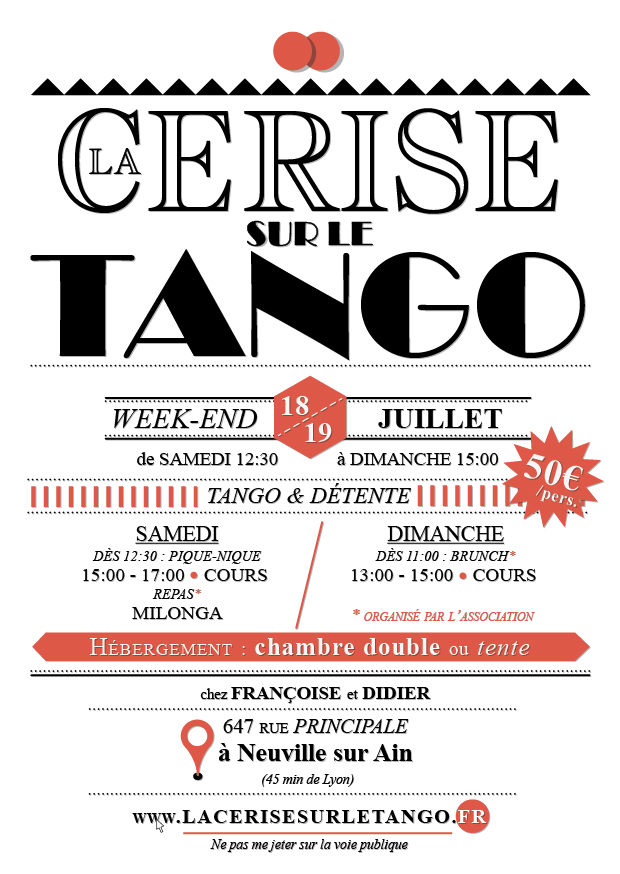 LA CERISE
SUR LE
TANGO
WEEK-END 18 19 JUILLET
de SAMEDI 12:30 à DIMANCHE 15:00
50€
/pers.
TANGO & DÉTENTE
SAMEDI
DÈS 12:30 : PIQUE-NIQUE
15:00 - 17:00 • COURS
REPAS*
MILONGA
DIMANCHE
DÈS 11:00 : BRUNCH*
13:00 - 15:00 • COURS
* ORGANISÉ PAR L'ASSOCIATION
HÉBERGEMENT : chambre double ou tente
chez FRANÇOISE et DIDIER
647 RUE PRINCIPALE
à Neuville sur Ain
(45 min de Lyon)
www.LACERISESURLETANGO.FR
Ne pas me jeter sur la voie publique